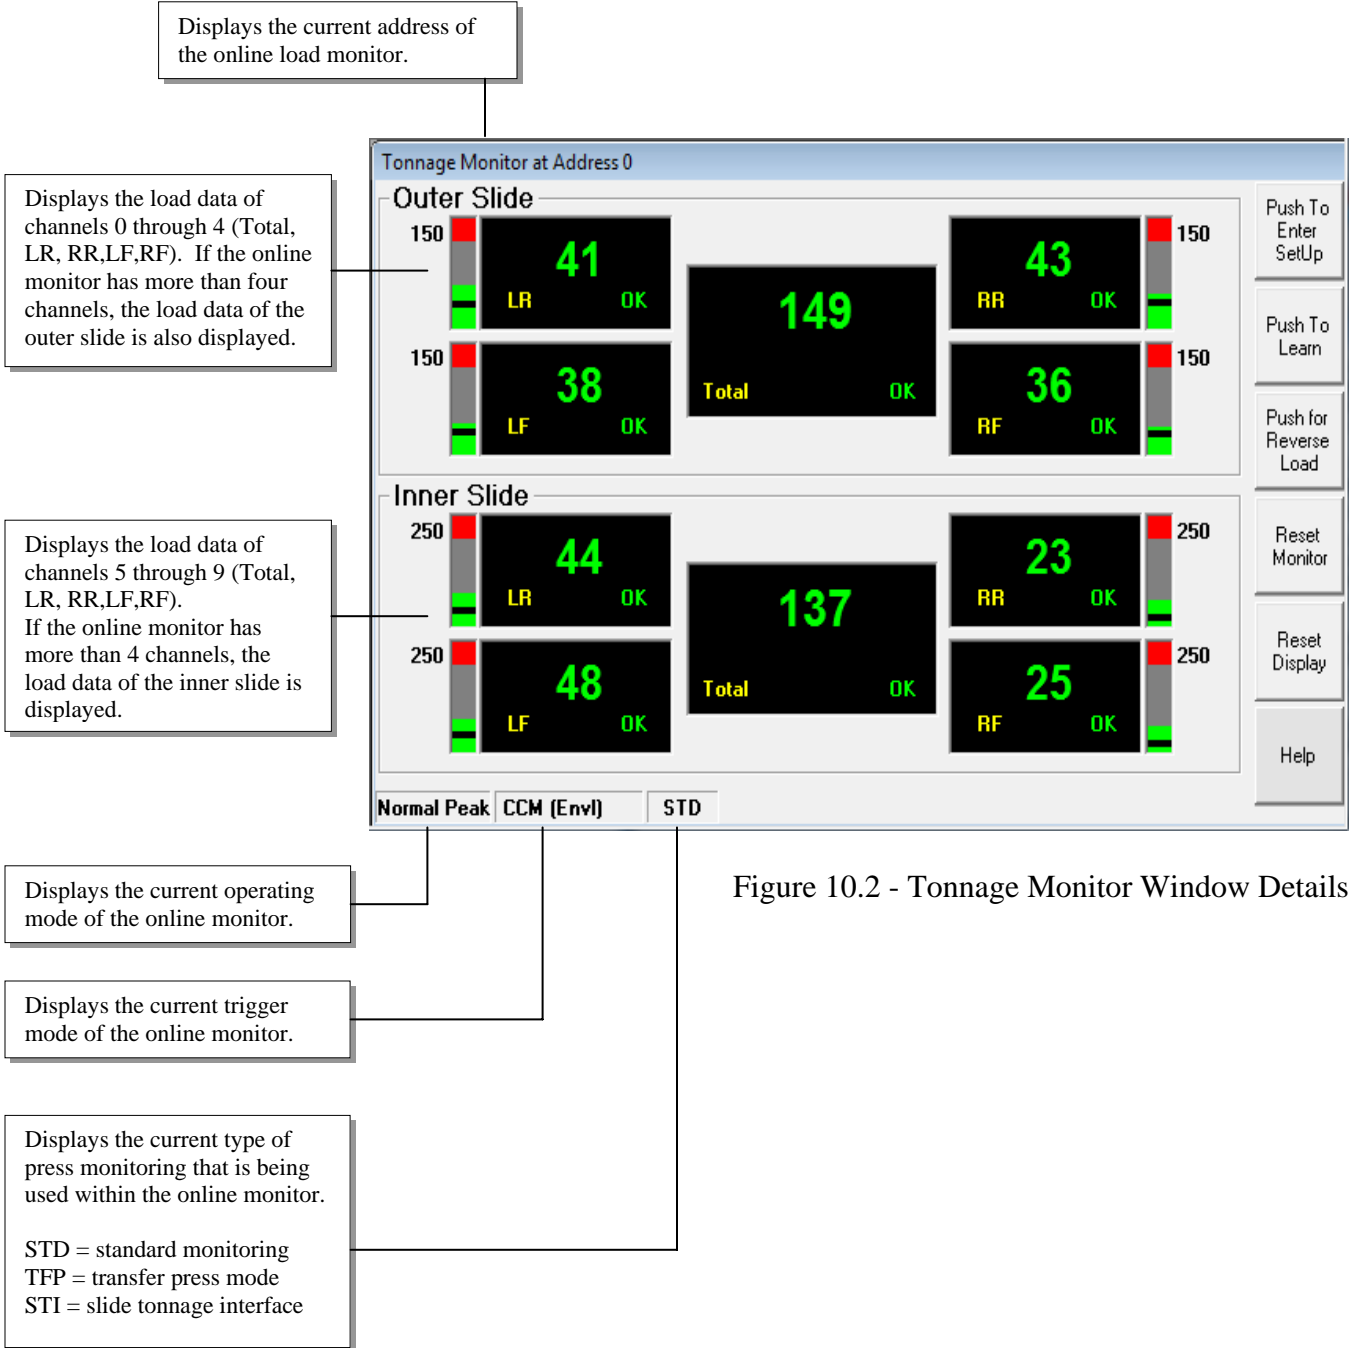 Displays the current address of
the online load monitor.
Tonnage Monitor at Address 0
Displays the load data of
channels 0 through 4 (Total,
LR, RR,LF,RF).  If the online
monitor has more than four
channels, the load data of the
outer slide is also displayed.
Outer Slide
150
41
LR OK
150
38
LF OK
149
Total OK
43
RR OK
150
36
RF OK
150
Displays the load data of
channels 5 through 9 (Total,
LR, RR,LF,RF).
If the online monitor has
more than 4 channels, the
load data of the inner slide is
displayed.
Inner Slide
250
44
LR OK
250
48
LF OK
137
Total OK
23
RR OK
250
25
RF OK
250
Push To
Enter
SetUp
Push To
Learn
Push for
Reverse
Load
Reset
Monitor
Reset
Display
Help
Normal Peak CCM (Envl) STD
Displays the current operating
mode of the online monitor.
Figure 10.2 - Tonnage Monitor Window Details
Displays the current trigger
mode of the online monitor.
Displays the current type of
press monitoring that is being
used within the online monitor.
STD = standard monitoring
TFP = transfer press mode
STI = slide tonnage interface